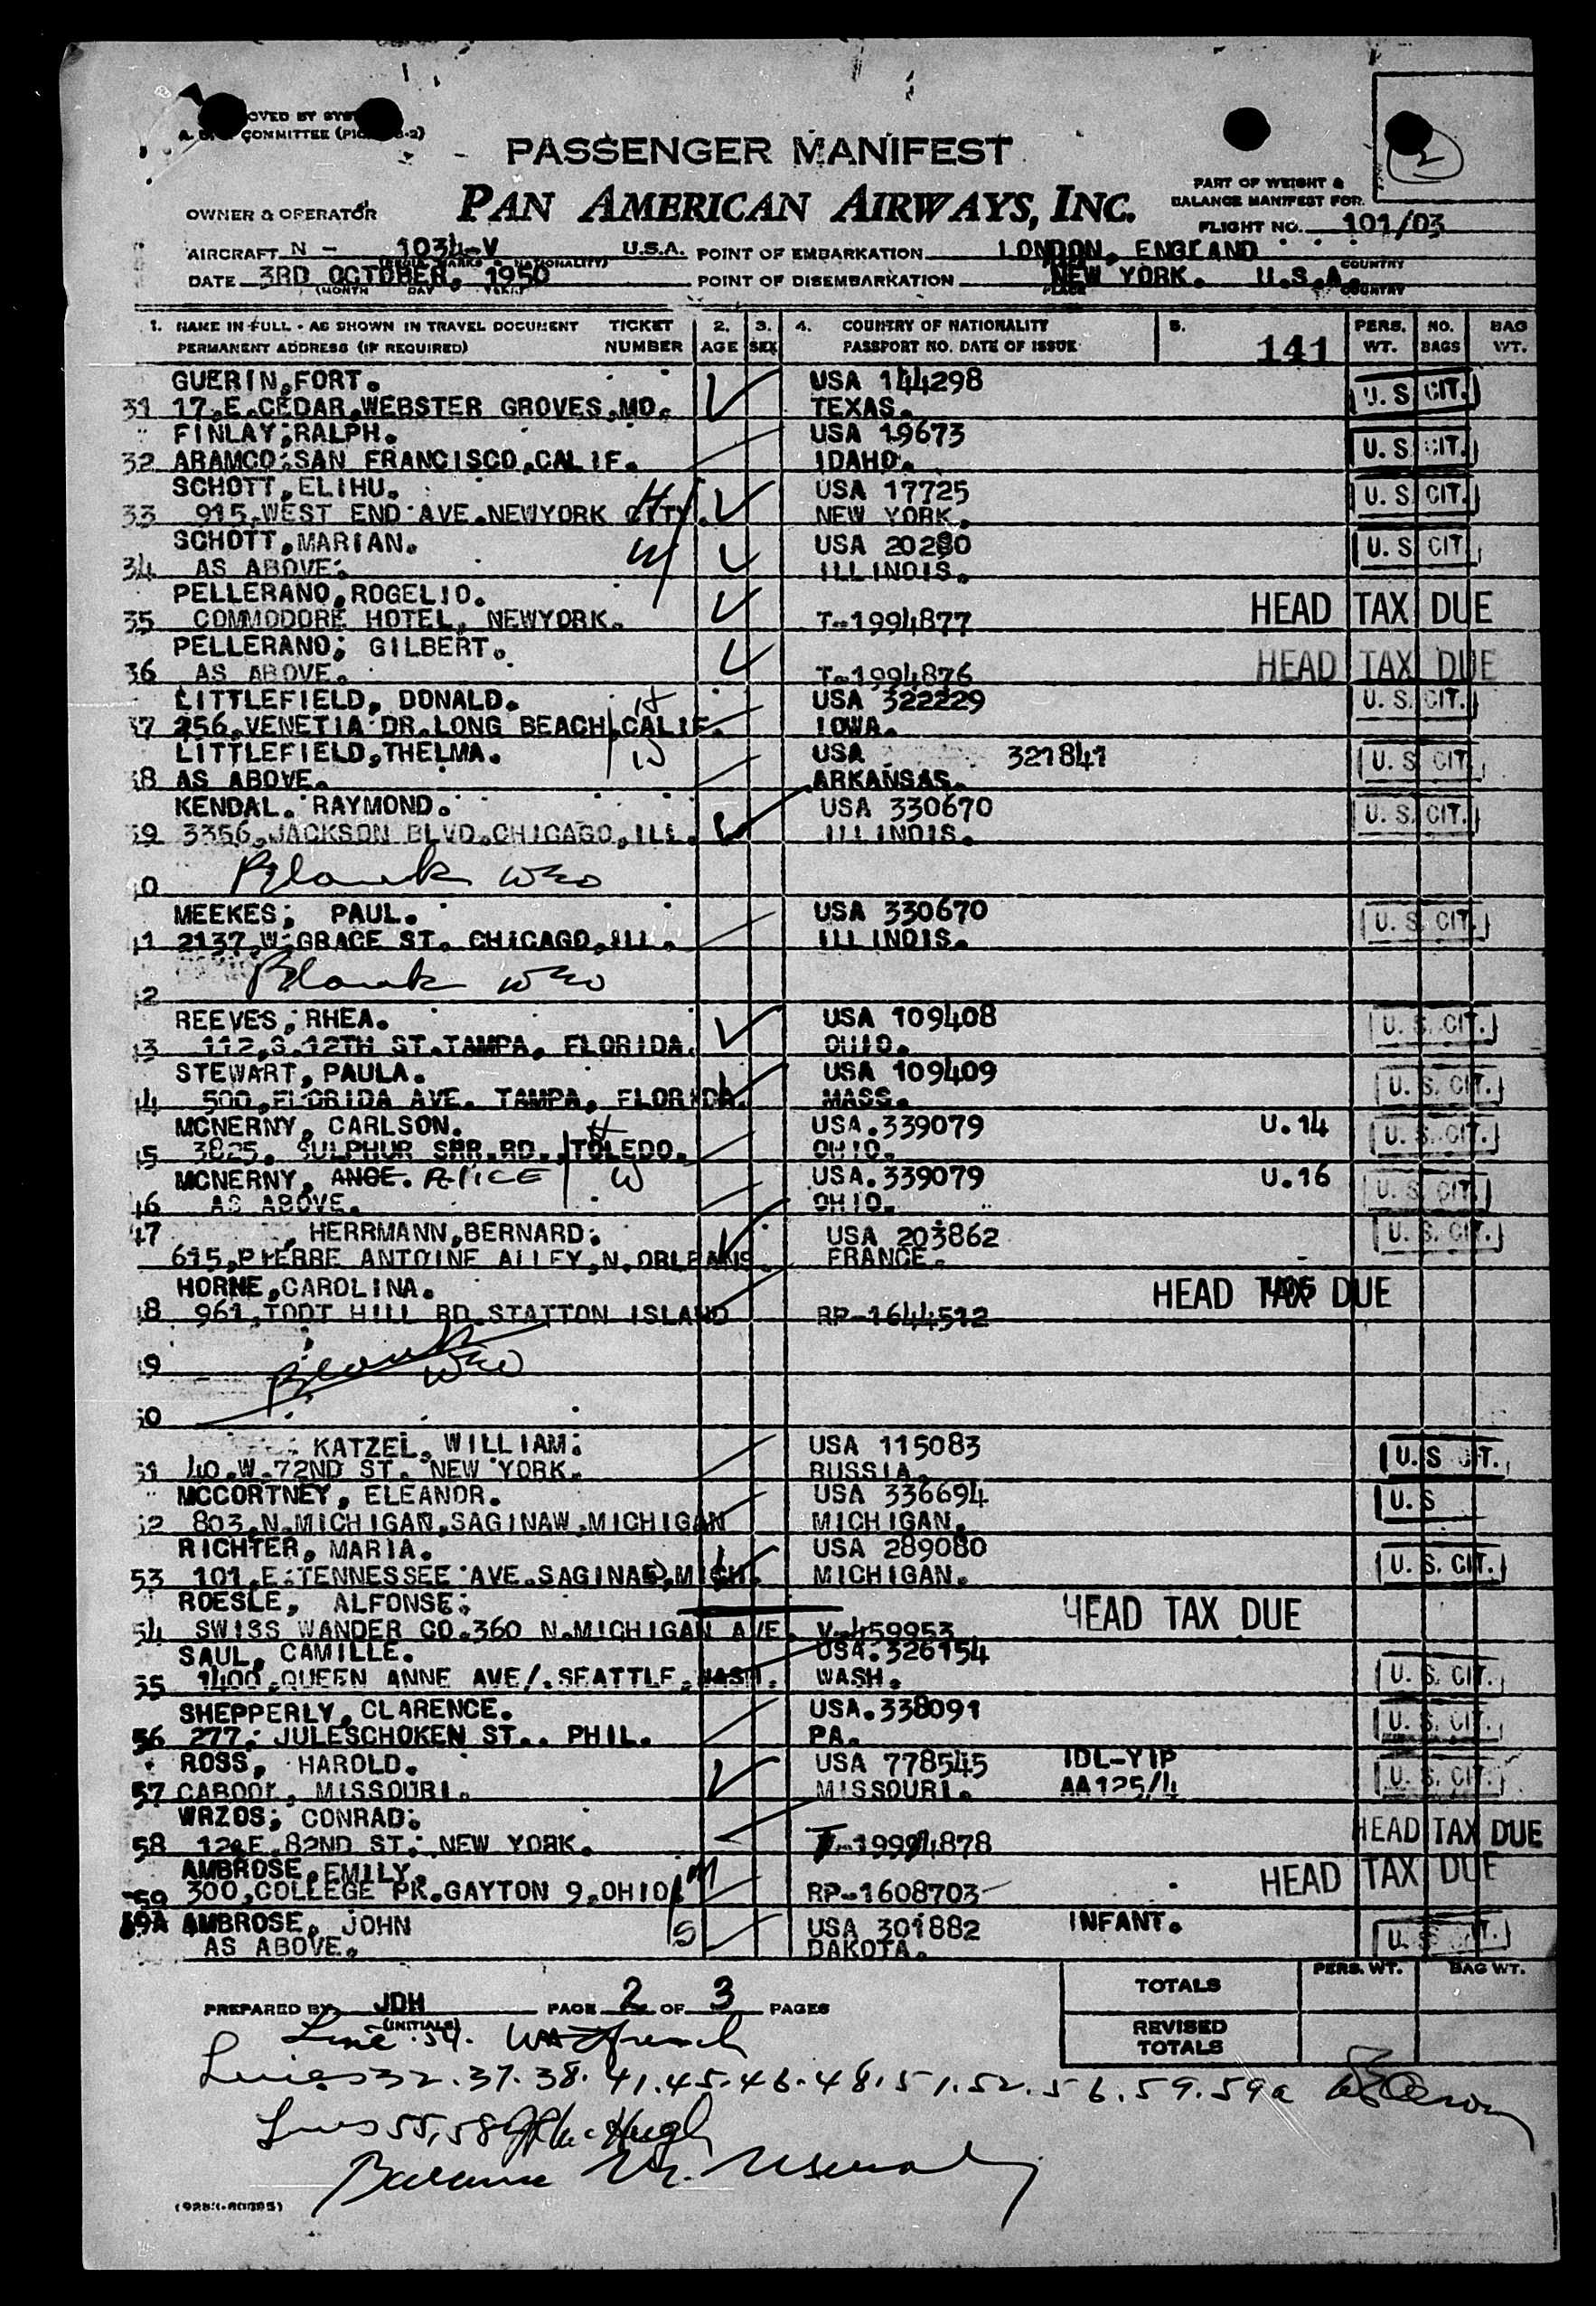 OVED BY SYS
COMMITTEE
2
PASSENGER MANIFEST
PAN AMERICAN AIRWAYS, INC.
OWNER & OPERATOR
PART OF WEIGHT &
BALANCE MANIFEST FOR
FLIGHT NO. 101/03
AIRCRAFT N - 1034-V U.S.A. POINT OF EMBARKATION LONDON, ENGLAND
DATE 3RD OCTOBER, 1950 POINT OF DISEMBARKATION NEW YORK. U.S.A.
(MONTH DAY YEAR) PLACE COUNTRY
1. NAME IN FULL - AS SHOWN IN TRAVEL DOCUMENT TICKET 2. 3. 4. COUNTRY OF NATIONALITY 5. PERS. NO. BAG
PERMANENT ADDRESS (IF REQUIRED) NUMBER AGE SEX PASSPORT NO. DATE OF ISSUE 141 WT. BAGS WT.
GUERIN, FORT. USA 144298 U. S. CIT.
31 17.E.CEDAR.WEBSTER GROVES.MO. TEXAS.
FINLAY;RALPH. USA 19673 U. S. CIT.
32 ARAMCO:SAN FRANCISCO,CALIF. IDAHO.
SCHOTT,ELIHU. H USA 17725 U. S. CIT.
33 915.WEST END AVE.NEWYORK CITY. NEW YORK.
SCHOTT,MARIAN. W USA 20280 U. S. CIT.
34 AS ABOVE. ILLINOIS.
PELLERANO,ROGELIO. HEAD TAX DUE
35 COMMODORE HOTEL, NEWYORK. T-1994877
PELLERANO; GILBERT. HEAD TAX DUE
36 AS ABOVE. T-1994876
LITTLEFIELD, DONALD. H USA 322229 U. S. CIT.
37 256.VENETIA DR.LONG BEACH,CALIF. IOWA.
LITTLEFIELD,THELMA. W USA 321841 U. S. CIT.
38 AS ABOVE. ARKANSAS.
KENDAL. RAYMOND. USA 330670 U. S. CIT.
39 3356,JACKSON BLVD.CHICAGO,ILL. ILLINOIS.
40 Blank
MEEKES; PAUL. USA 330670 U. S. CIT.
41 2137,W.GRACE ST. CHICAGO,ILL. ILLINOIS.
42 Blank
REEVES, RHEA. USA 109408 U. S. CIT.
43 112,S.12TH ST.TAMPA, FLORIDA. OHIO.
STEWART, PAULA. USA 109409 U. S. CIT.
44 500,FLORIDA AVE. TAMPA, FLORIDA. MASS.
MCNERNY, CARLSON. H USA.339079 U.14 U. S. CIT.
45 3825. SULPHUR SPR.RD. TOLEDO. OHIO.
MCNERNY, ANGE. ALICE W USA.339079 U.16 U. S. CIT.
46 AS ABOVE. OHIO.
47 HERRMANN,BERNARD. USA 203862 U. S. CIT.
615,PIERRE ANTOINE ALLEY,N.ORLEANS. FRANCE.
HORNE,CAROLINA. HEAD TAX DUE
48 961,TODT HILL RD.STATTON ISLAND RP-1644512
49 Blank
50
KATZEL, WILLIAM. USA 115083 U. S. CIT.
51 40.W.72ND ST. NEW YORK. RUSSIA.
MCCORTNEY, ELEANOR. USA 336694 U. S
52 803,N.MICHIGAN,SAGINAW,MICHIGAN MICHIGAN.
RICHTER, MARIA. USA 289080 U. S. CIT.
53 101,E.TENNESSEE AVE.SAGINAW,MICH. MICHIGAN.
ROESLE, ALFONSE. HEAD TAX DUE
54 SWISS WANDER CO.360 N.MICHIGAN AVE. V-459953
SAUL, CAMILLE. USA.326154
55 1400,QUEEN ANNE AVE/.SEATTLE,WASH. WASH. U. S. CIT.
SHEPPERLY,CLARENCE. USA.338091 U. S. CIT.
56 277. JULESCHOKEN ST.. PHIL. PA.
ROSS, HAROLD. USA 778545 IDL-YIP U. S. CIT.
57 CABOOL, MISSOURI. MISSOURI. AA125/4
WRZOS; CONRAD. HEAD TAX DUE
58 12.E.82ND ST. NEW YORK. 4878
AMBROSE,EMILY. M HEAD TAX DUE
59 300,COLLEGE PK.GAYTON 9,OHIO. RP-1608703
59A AMBROSE, JOHN S USA 301882 INFANT. U. S. CIT.
AS ABOVE. DAKOTA.
PERS. WT. BAG WT.
TOTALS
PREPARED BY JDH PAGE 2 OF 3 PAGES
(INITIALS)
REVISED
TOTALS
Line 54.
Lines 32.37.38.41.45.46.48.51.52.56.59.59a
Lines 55,58 McHugh
Balance